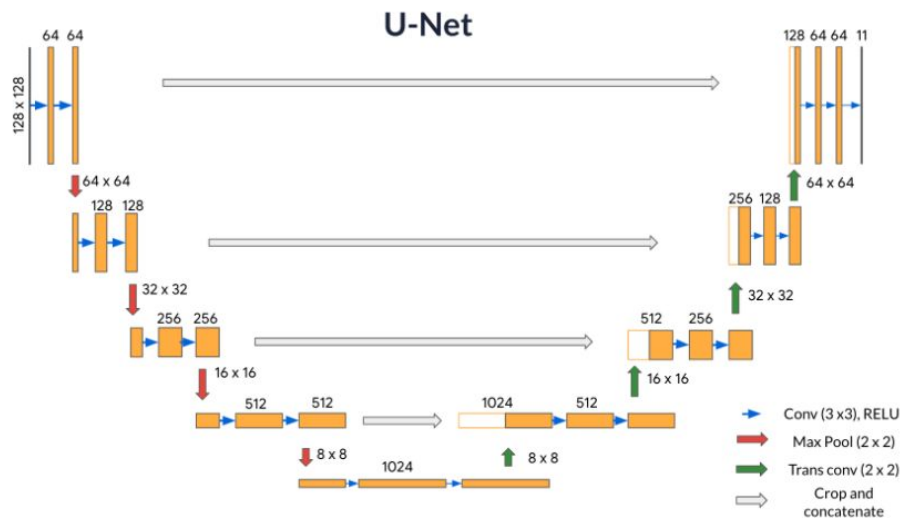 U-Net
64 64
128 64 64 11
128 x 128
64 x 64
64 x 64
128 128
256 128
32 x 32
32 x 32
256 256
512 256
16 x 16
16 x 16
512 512
1024 512
8 x 8
8 x 8
1024
Conv (3 x3), RELU
Max Pool (2 x 2)
Trans conv (2 x 2)
Crop and
concatenate